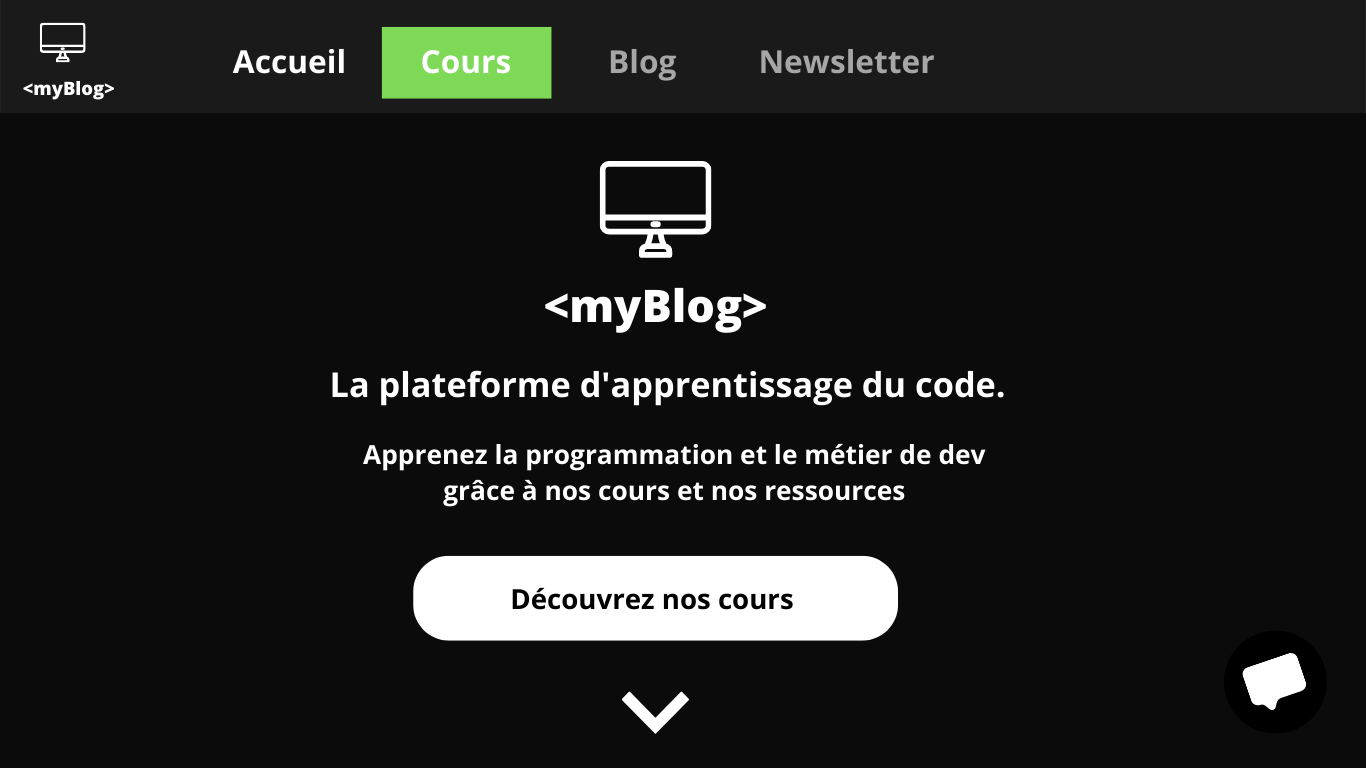 <myBlog>
Accueil Cours Blog Newsletter
<myBlog>
La plateforme d'apprentissage du code.
Apprenez la programmation et le métier de dev
grâce à nos cours et nos ressources
Découvrez nos cours